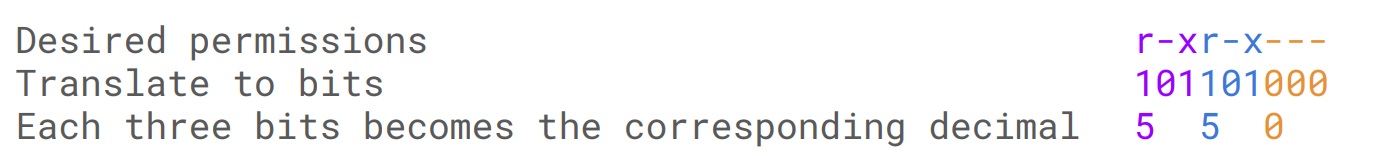 Desired permissions r-xr-x---
Translate to bits 101101000
Each three bits becomes the corresponding decimal 5 5 0